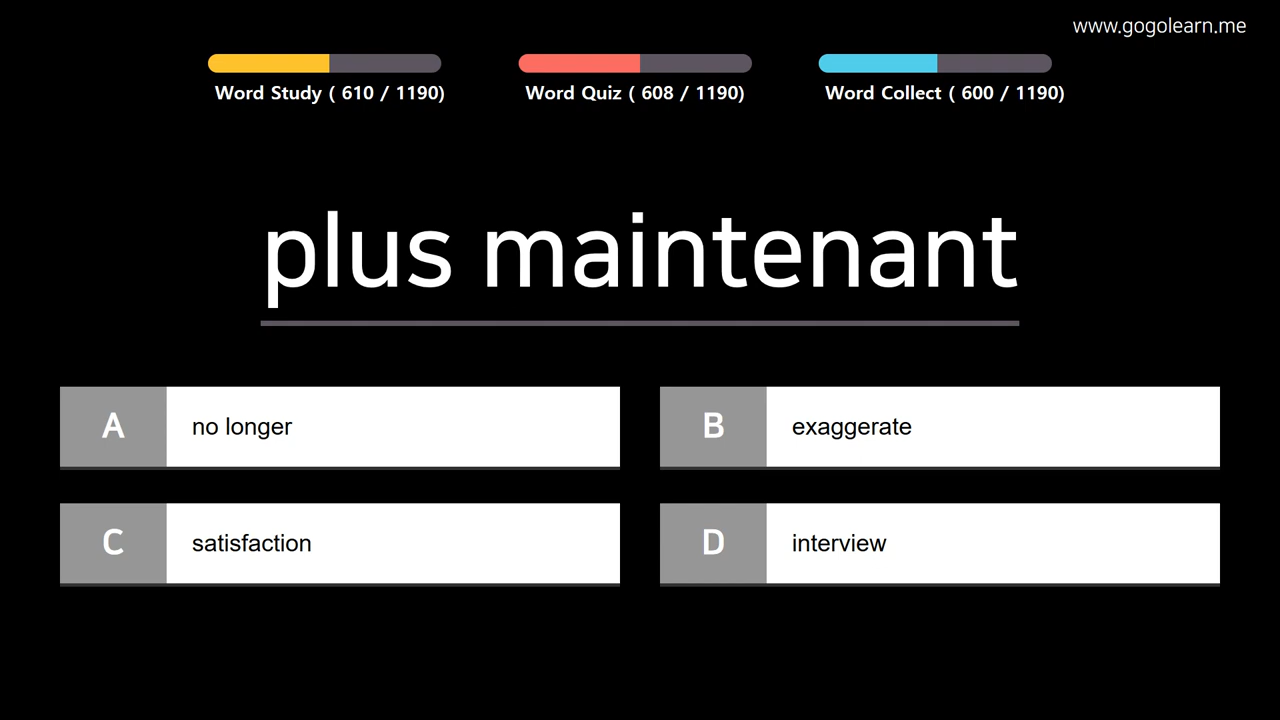 www.gogolearn.me
Word Study ( 610 / 1190)
Word Quiz ( 608 / 1190)
Word Collect ( 600 / 1190)
plus maintenant
A
no longer
B
exaggerate
C
satisfaction
D
interview